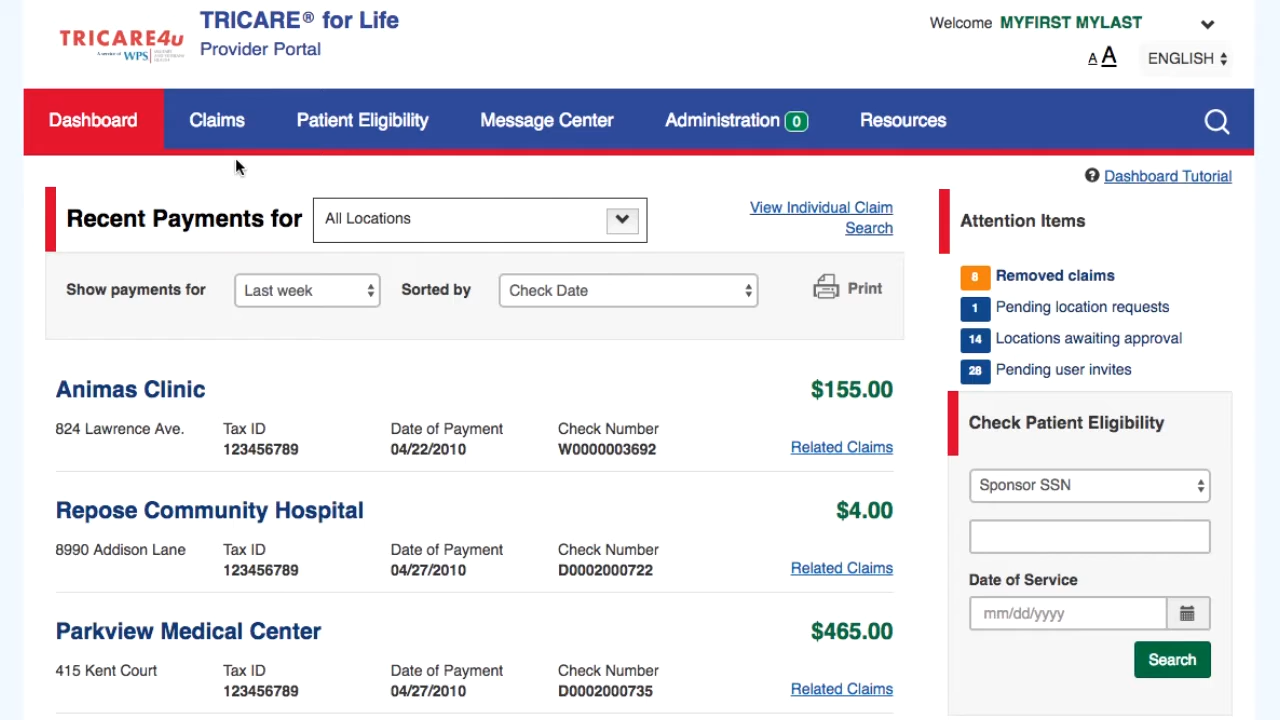 TRICARE4u
A service of WPS
TRICARE® for Life
Provider Portal
Welcome MYFIRST MYLAST
A A ENGLISH
Dashboard Claims Patient Eligibility Message Center Administration 0 Resources
Dashboard Tutorial
Recent Payments for All Locations
View Individual Claim
Search
Show payments for Last week Sorted by Check Date Print
Animas Clinic $155.00
824 Lawrence Ave. Tax ID Date of Payment Check Number
123456789 04/22/2010 W0000003692 Related Claims
Repose Community Hospital $4.00
8990 Addison Lane Tax ID Date of Payment Check Number
123456789 04/27/2010 D0002000722 Related Claims
Parkview Medical Center $465.00
415 Kent Court Tax ID Date of Payment Check Number
123456789 04/27/2010 D0002000735 Related Claims
Attention Items
8 Removed claims
1 Pending location requests
14 Locations awaiting approval
28 Pending user invites
Check Patient Eligibility
Sponsor SSN
Date of Service
mm/dd/yyyy
Search